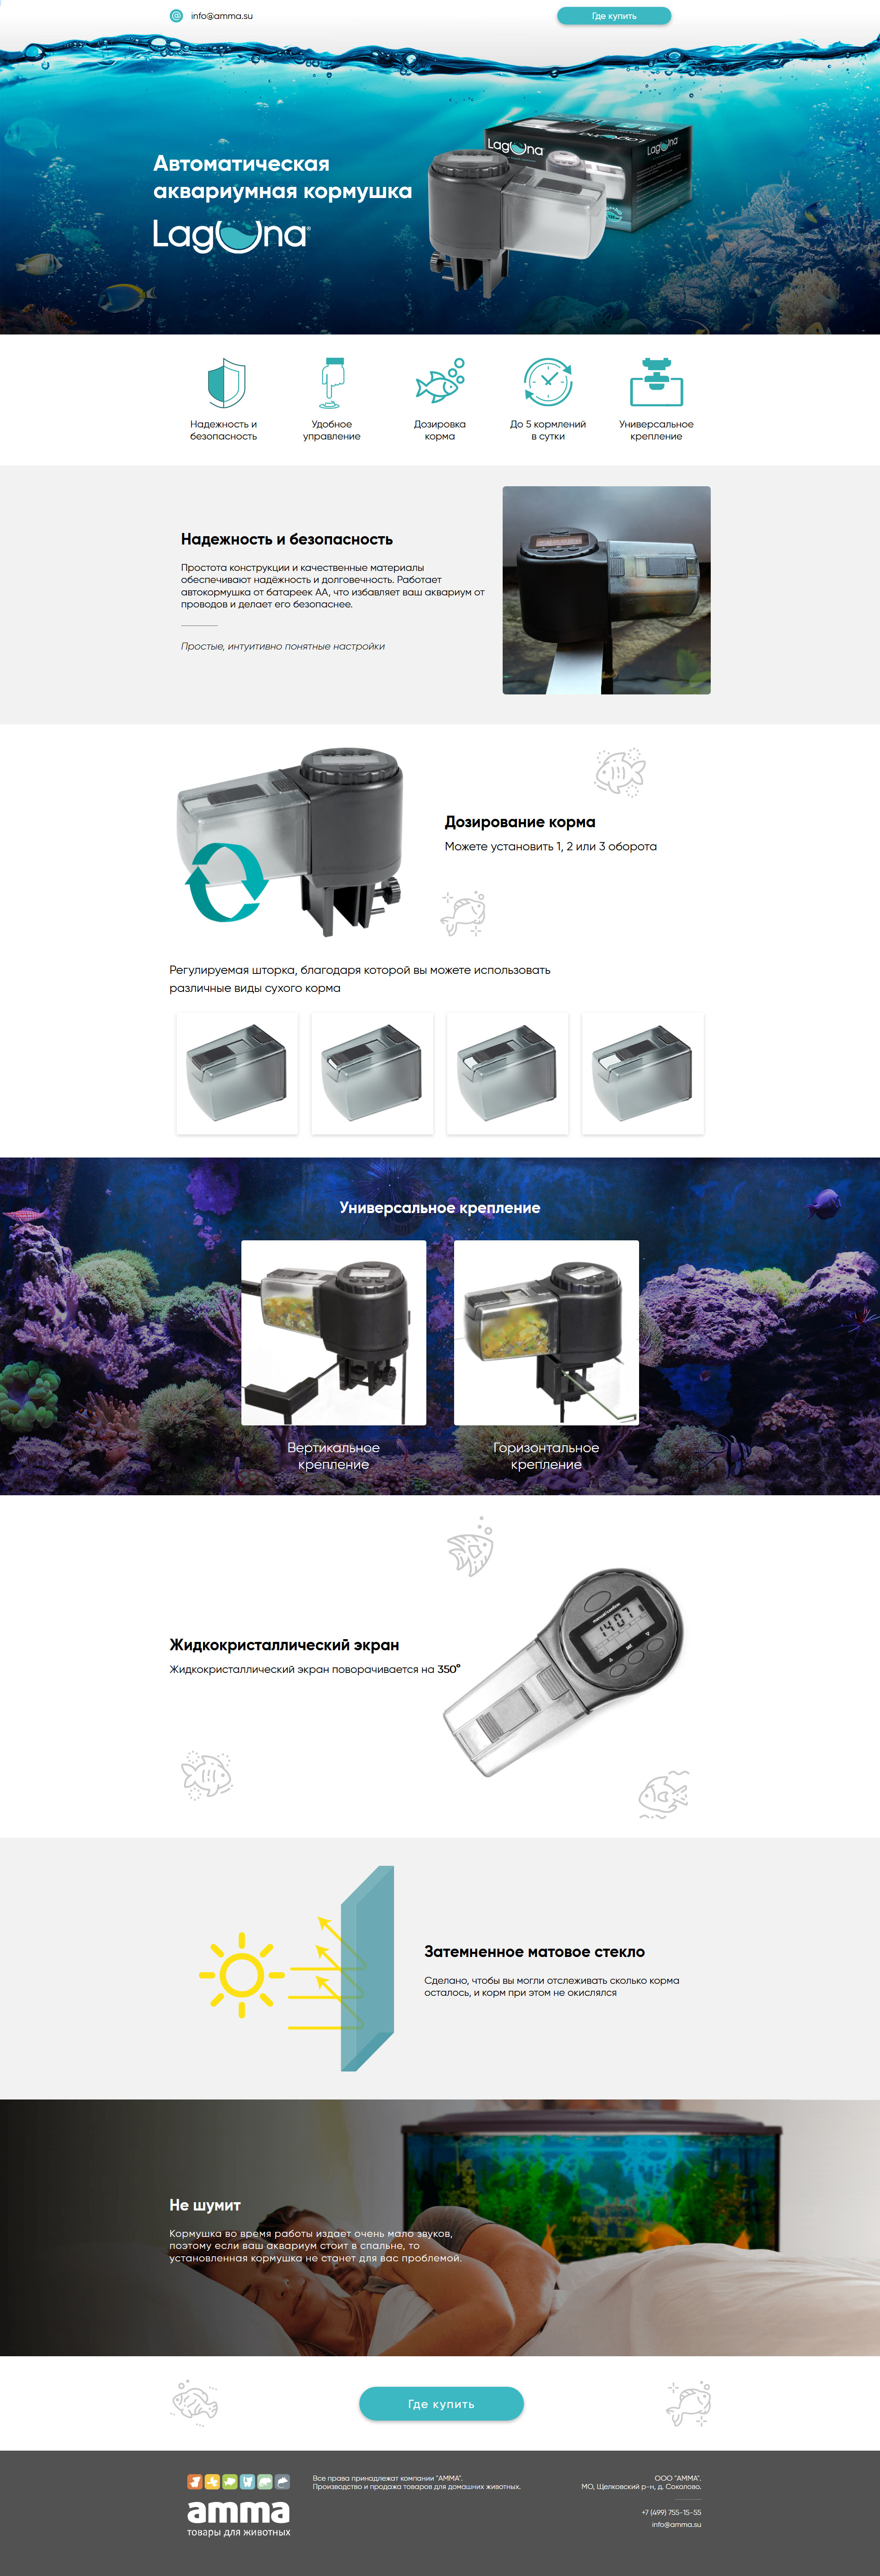 info@amma.su
Где купить
Автоматическая
аквариумная кормушка
Laguna®
Laguna
Laguna
Надежность и
безопасность
Удобное
управление
Дозировка
корма
До 5 кормлений
в сутки
Универсальное
крепление
Надежность и безопасность
Простота конструкции и качественные материалы
обеспечивают надёжность и долговечность. Работает
автокормушка от батареек АА, что избавляет ваш аквариум от
проводов и делает его безопаснее.
Простые, интуитивно понятные настройки
Дозирование корма
Можете установить 1, 2 или 3 оборота
Регулируемая шторка, благодаря которой вы можете использовать
различные виды сухого корма
Универсальное крепление
Вертикальное
крепление
Горизонтальное
крепление
14:07
Жидкокристаллический экран
Жидкокристаллический экран поворачивается на 350°
Затемненное матовое стекло
Сделано, чтобы вы могли отслеживать сколько корма
осталось, и корм при этом не окислялся
Не шумит
Кормушка во время работы издает очень мало звуков,
поэтому если ваш аквариум стоит в спальне, то
установленная кормушка не станет для вас проблемой.
Где купить
амма
товары для животных
Все права принадлежат компании "АММА".
Производство и продажа товаров для домашних животных.
ООО "АММА".
МО, Щелковский р-н, д. Соколово.
+7 (499) 755-15-55
info@amma.su